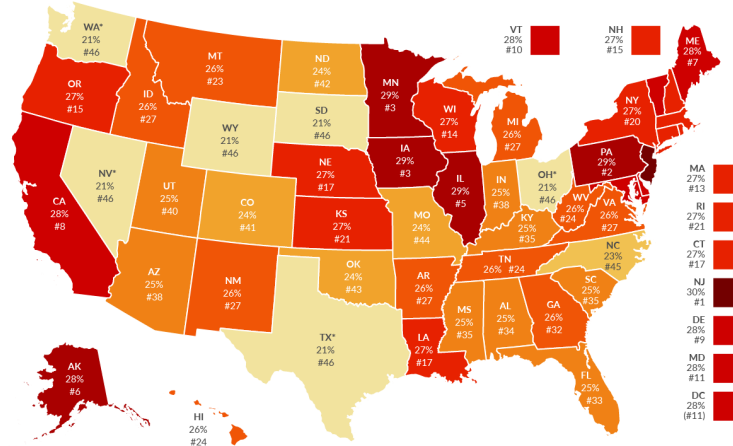 WA*
21%
#46
OR
27%
#15
CA
28%
#8
NV*
21%
#46
ID
26%
#27
MT
26%
#23
WY
21%
#46
UT
25%
#40
AZ
25%
#38
CO
24%
#41
NM
26%
#27
ND
24%
#42
SD
21%
#46
NE
27%
#17
KS
27%
#21
OK
24%
#43
TX*
21%
#46
MN
29%
#3
IA
29%
#3
MO
24%
#44
AR
26%
#27
LA
27%
#17
WI
27%
#14
IL
29%
#5
MI
26%
#27
IN
25%
#38
OH*
21%
#46
KY
25%
#35
TN
26% #24
MS
25%
#35
AL
25%
#34
GA
26%
#32
FL
25%
#33
SC
25%
#35
NC
23%
#45
WV
26%
#24
VA
26%
#27
PA
29%
#2
NY
27%
#20
ME
28%
#7
VT
28%
#10
NH
27%
#15
MA
27%
#13
RI
27%
#21
CT
27%
#17
NJ
30%
#1
DE
28%
#9
MD
28%
#11
DC
28%
(#11)
AK
28%
#6
HI
26%
#24